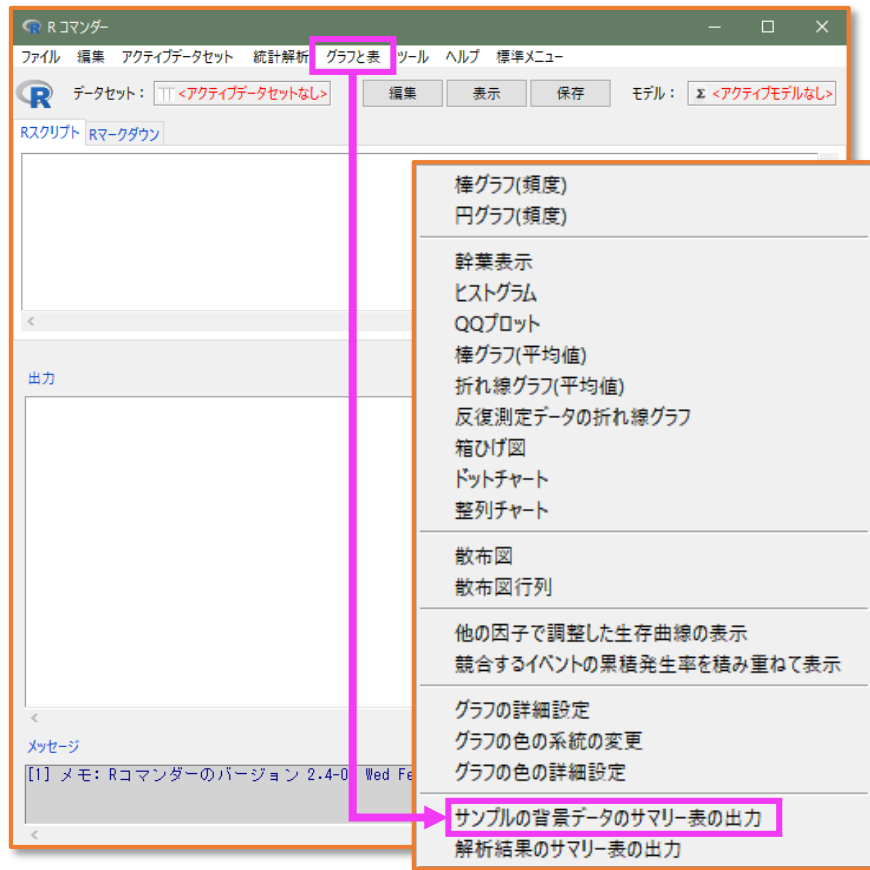 R コマンダー
ファイル 編集 アクティブデータセット 統計解析 グラフと表 ツール ヘルプ 標準メニュー
データセット： <アクティブデータセットなし> 編集 表示 保存 モデル： Σ <アクティブモデルなし>
Rスクリプト Rマークダウン
棒グラフ(頻度)
円グラフ(頻度)
幹葉表示
ヒストグラム
QQプロット
棒グラフ(平均値)
折れ線グラフ(平均値)
反復測定データの折れ線グラフ
箱ひげ図
ドットチャート
整列チャート
散布図
散布図行列
他の因子で調整した生存曲線の表示
競合するイベントの累積発生率を積み重ねて表示
グラフの詳細設定
グラフの色の系統の変更
グラフの色の詳細設定
サンプルの背景データのサマリー表の出力
解析結果のサマリー表の出力
出力
メッセージ
[1] メモ: Rコマンダーのバージョン 2.4-0 Wed Fe